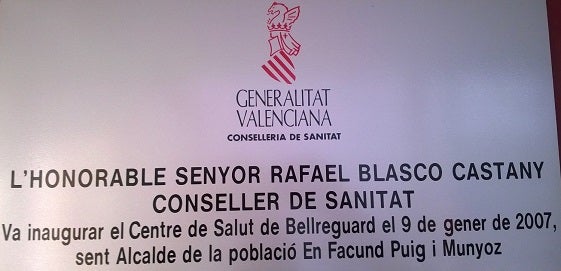 GENERALITAT
VALENCIANA
CONSELLERIA DE SANITAT
L'HONORABLE SENYOR RAFAEL BLASCO CASTANY
CONSELLER DE SANITAT
Va inaugurar el Centre de Salut de Bellreguard el 9 de gener de 2007,
sent Alcalde de la població En Facund Puig i Munyoz